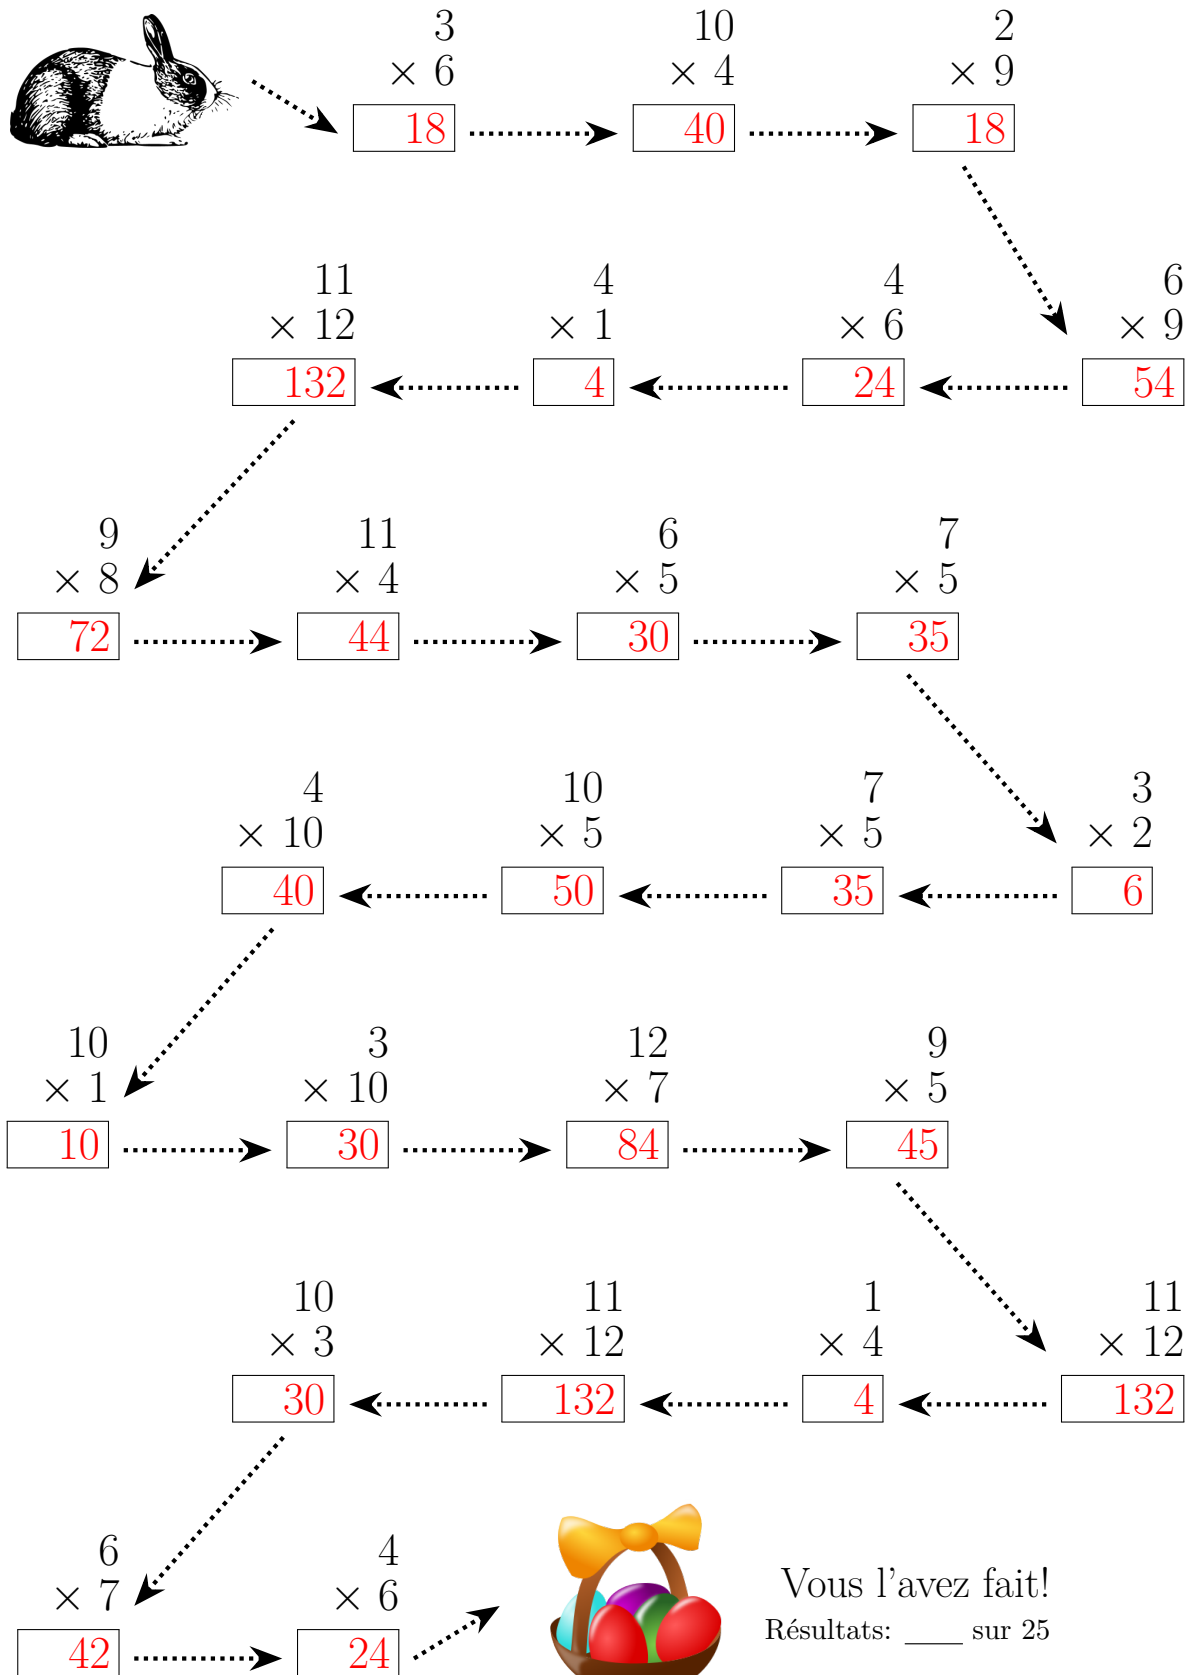 3 10 2
× 6 × 4 × 9
18 40 18
11 4 4 6
× 12 × 1 × 6 × 9
132 4 24 54
9 11 6 7
× 8 × 4 × 5 × 5
72 44 30 35
4 10 7 3
× 10 × 5 × 5 × 2
40 50 35 6
10 3 12 9
× 1 × 10 × 7 × 5
10 30 84 45
10 11 1 11
× 3 × 12 × 4 × 12
30 132 4 132
6 4
× 7 × 6
42 24
Vous l'avez fait!
Résultats: ____ sur 25